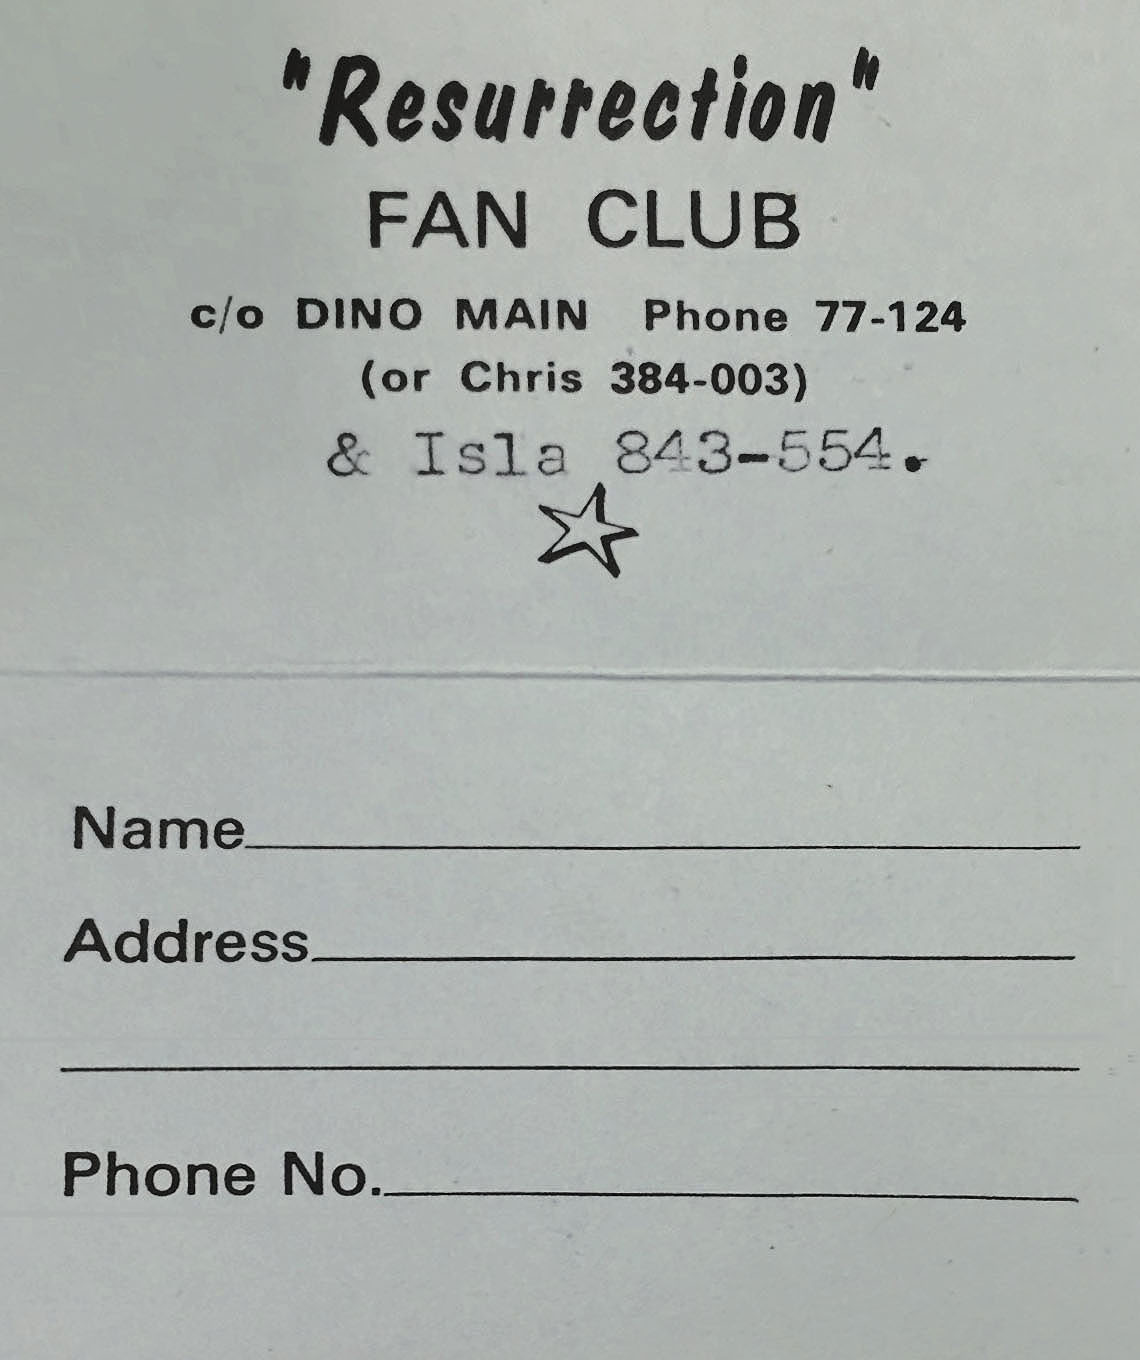 "Resurrection"
FAN CLUB
c/o DINO MAIN Phone 77-124
(or Chris 384-003)
& Isla 843-554.
Name
Address
Phone No.